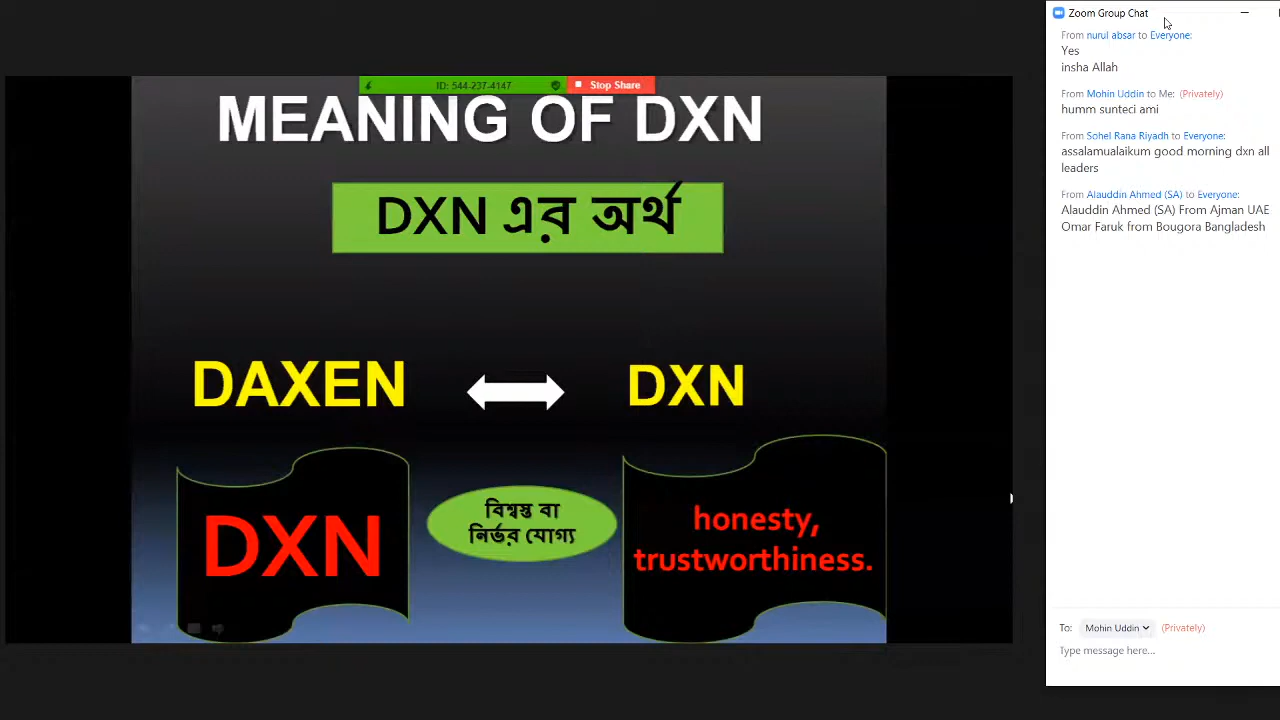 ID: 544-237-4147
Stop Share
MEANING OF DXN
DXN এর অর্থ
DAXEN
DXN
DXN
বিশ্বস্ত বা
নির্ভর যোগ্য
honesty,
trustworthiness.
Zoom Group Chat
From nurul absar to Everyone:
Yes
insha Allah
From Mohin Uddin to Me: (Privately)
humm sunteci ami
From Sohel Rana Riyadh to Everyone:
assalamualaikum good morning dxn all
leaders
From Alauddin Ahmed (SA) to Everyone:
Alauddin Ahmed (SA) From Ajman UAE
Omar Faruk from Bougora Bangladesh
To: Mohin Uddin (Privately)
Type message here...